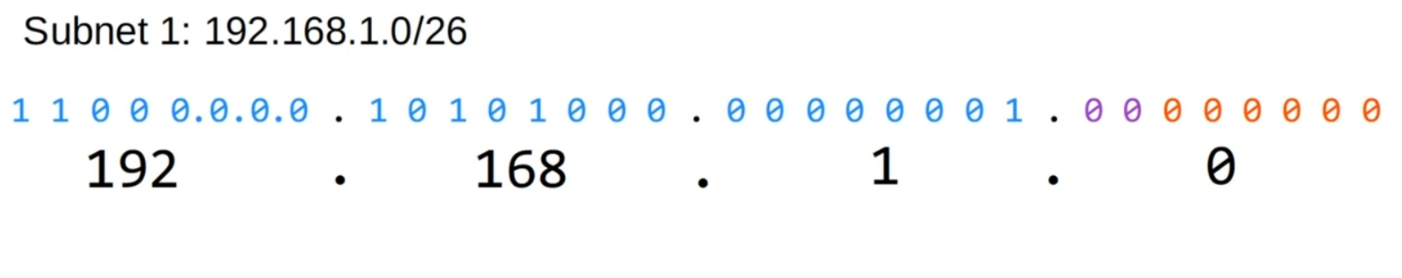 Subnet 1: 192.168.1.0/26
1 1 0 0 0.0.0.0 . 1 0 1 0 1 0 0 0 . 0 0 0 0 0 0 0 1 . 0 0 0 0 0 0 0 0
192 . 168 . 1 . 0